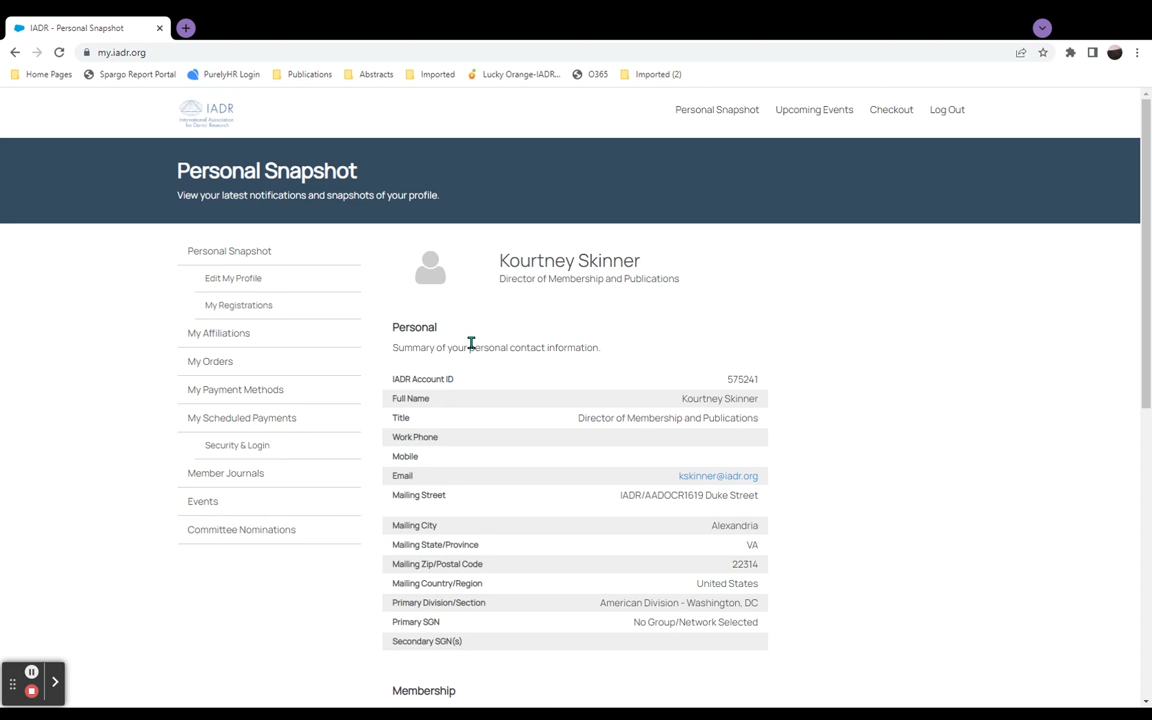 IADR - Personal Snapshot
my.iadr.org
Home Pages
Spargo Report Portal
PurelyHR Login
Publications
Abstracts
Imported
Lucky Orange-IADR...
O365
Imported (2)
IADR
International Association
for Dental Research
Personal Snapshot
Upcoming Events
Checkout
Log Out
Personal Snapshot
View your latest notifications and snapshots of your profile.
Personal Snapshot
Edit My Profile
My Registrations
My Affiliations
My Orders
My Payment Methods
My Scheduled Payments
Security & Login
Member Journals
Events
Committee Nominations
Kourtney Skinner
Director of Membership and Publications
Personal
Summary of your personal contact information.
IADR Account ID 575241
Full Name Kourtney Skinner
Title Director of Membership and Publications
Work Phone
Mobile
Email kskinner@iadr.org
Mailing Street IADR/AADOCR1619 Duke Street
Mailing City Alexandria
Mailing State/Province VA
Mailing Zip/Postal Code 22314
Mailing Country/Region United States
Primary Division/Section American Division - Washington, DC
Primary SGN No Group/Network Selected
Secondary SGN(s)
Membership